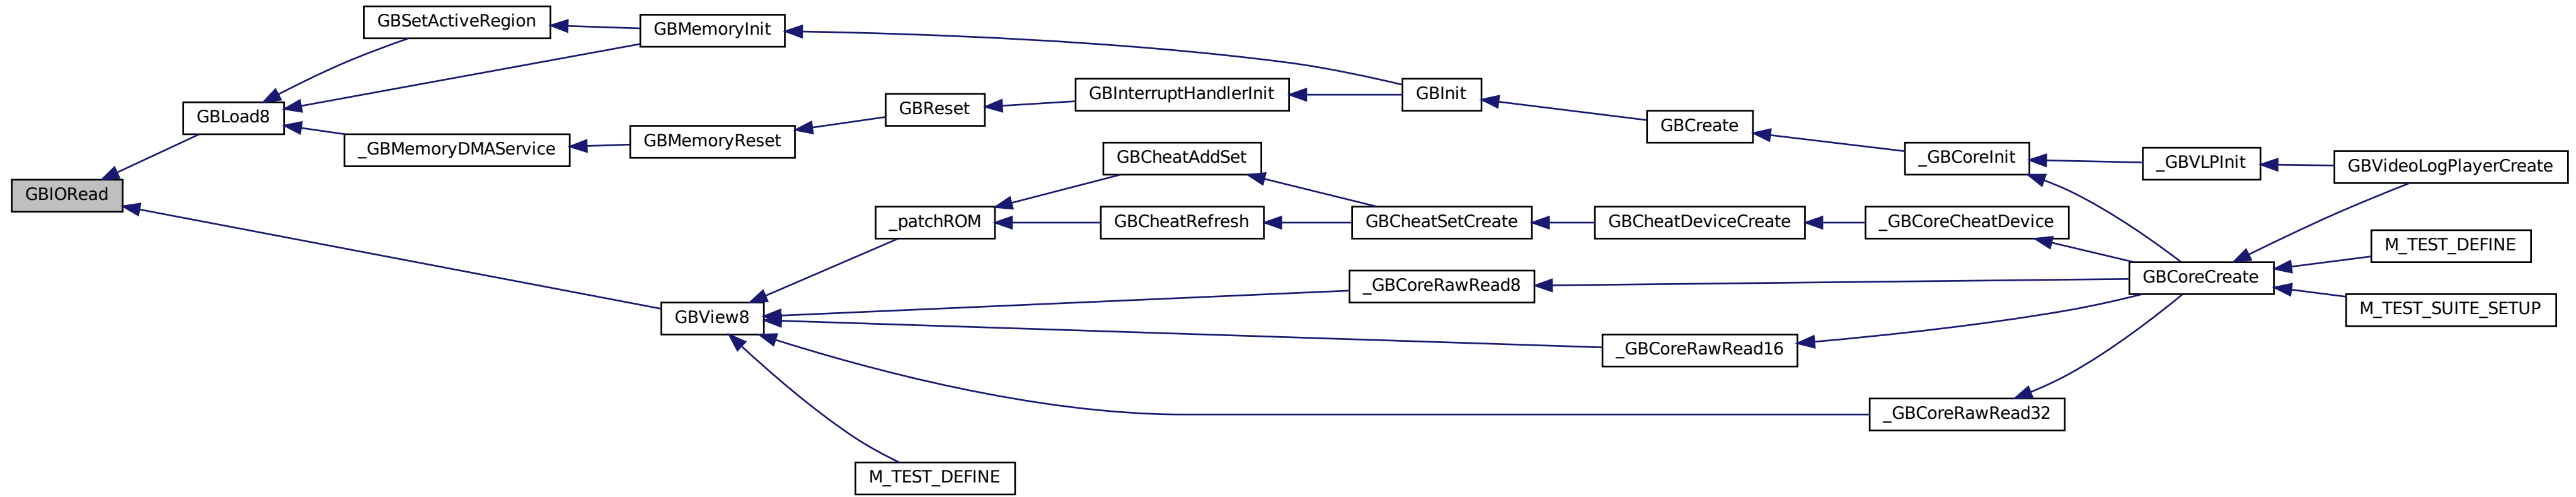 GBSetActiveRegion
GBMemoryInit
GBInterruptHandlerInit
GBInit
GBReset
GBLoad8
GBCreate
GBMemoryReset
_GBMemoryDMAService
GBCheatAddSet
_GBCoreInit
_GBVLPInit
GBVideoLogPlayerCreate
GBIORead
_patchROM
GBCheatRefresh
GBCheatSetCreate
GBCheatDeviceCreate
_GBCoreCheatDevice
M_TEST_DEFINE
GBCoreCreate
_GBCoreRawRead8
M_TEST_SUITE_SETUP
GBView8
_GBCoreRawRead16
_GBCoreRawRead32
M_TEST_DEFINE